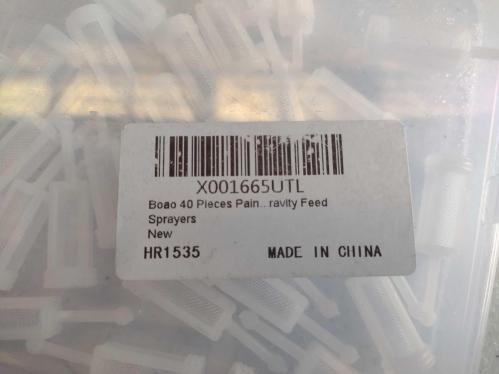 X001665UTL
Boao 40 Pieces Pain...ravity Feed
Sprayers
New
HR1535 MADE IN CHINA